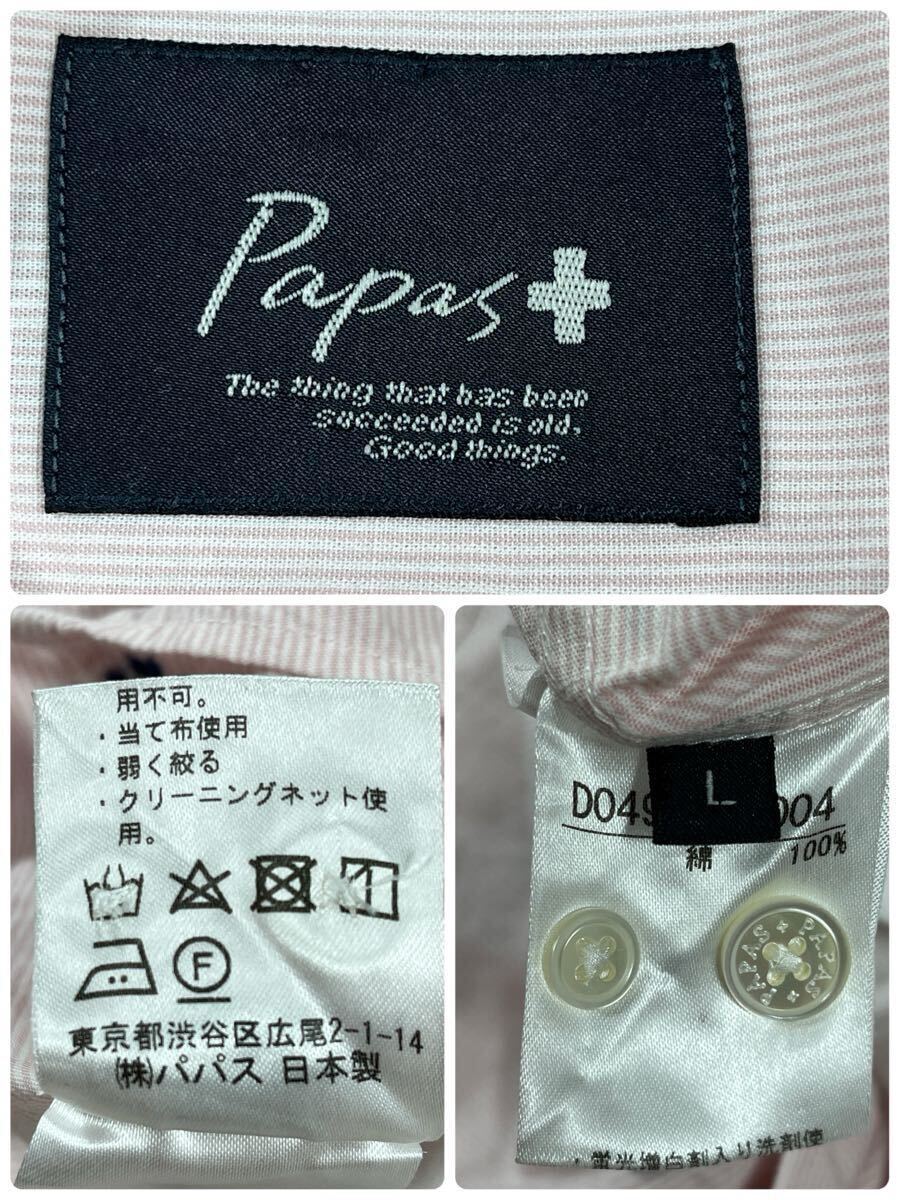 Papas+
The thing that has been
succeeded is old.
Good things.
用不可。
・当て布使用
・弱く絞る
・クリーニングネット使
用。
F
東京都渋谷区広尾2-1-14
(株)パパス 日本製
L
D049 004
綿 100%
PAPAS+PAPAS+
・蛍光増白剤入り洗剤使